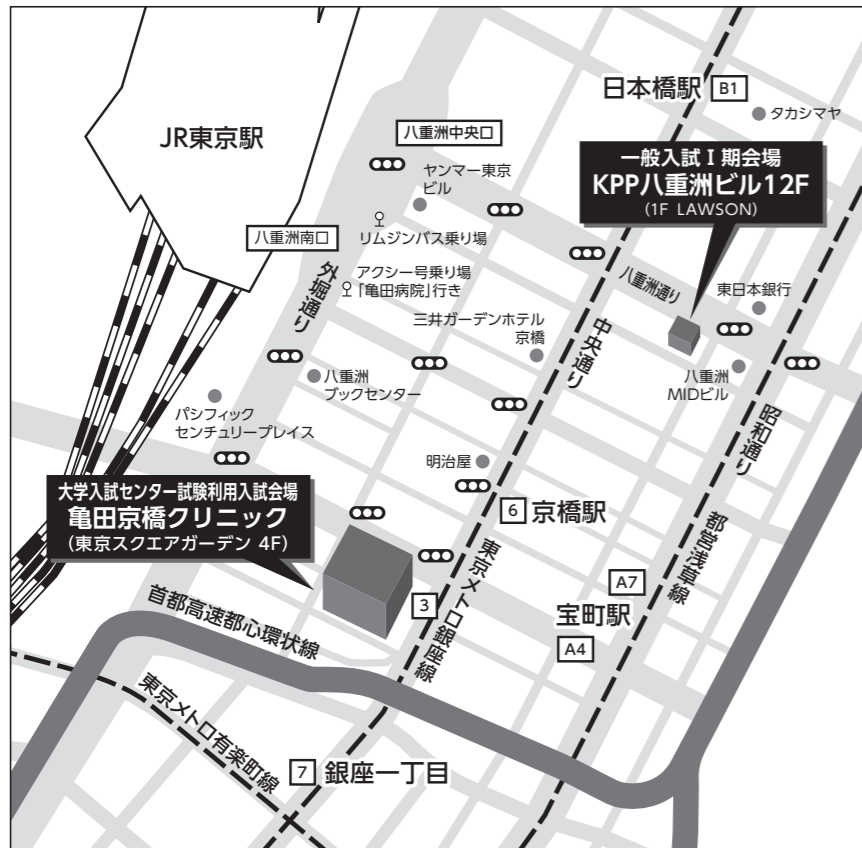 日本橋駅 B1
タカシマヤ
JR東京駅
八重洲中央口
ヤンマー東京
ビル
一般入試Ⅰ期会場
KPP八重洲ビル12F
(1F LAWSON)
八重洲南口
リムジンバス乗り場
外堀通り
アクシー号乗り場
「亀田病院」行き
八重洲通り
東日本銀行
三井ガーデンホテル
京橋
中央通り
八重洲
ブックセンター
八重洲
MIDビル
パシフィック
センチュリープレイス
昭和通り
明治屋
大学入試センター試験利用入試会場
亀田京橋クリニック
(東京スクエアガーデン 4F)
6 京橋駅
都営浅草線
東京メトロ銀座線
A7
3
宝町駅
A4
首都高速都心環状線
東京メトロ有楽町線
7 銀座一丁目